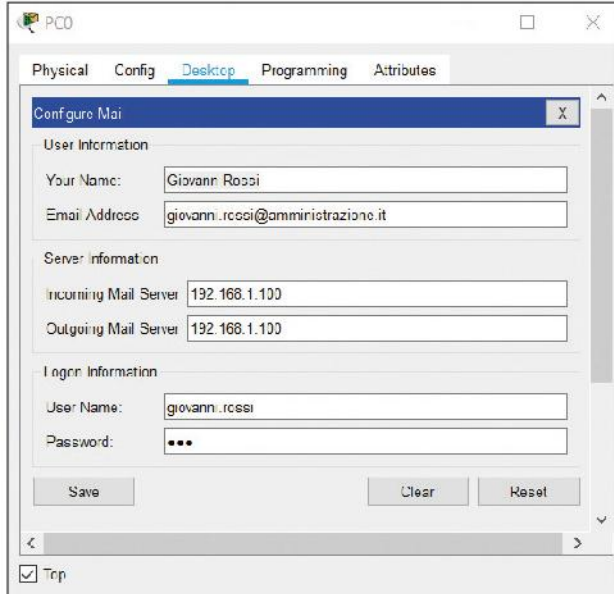 PC0
Physical Config Desktop Programming Attributes
Configure Mai X
User Information
Your Name: Giovann Rossi
Email Address giovanni.rossi@amministrazione.it
Server Information
Incoming Mail Server 192.168.1.100
Outgoing Mail Server 192.168.1.100
Logon Information
User Name: giovanni.rossi
Password: •••
Save Clear Reset
Top